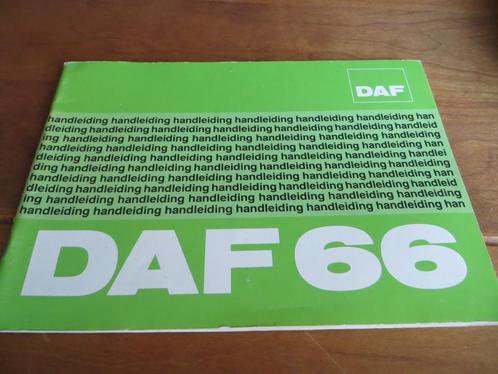 DAF
handleiding handleiding handleiding handleiding handleiding handleiding han
dleiding handleiding handleiding handleiding handleiding handleiding handleid
ing handleiding handleiding handleiding handleiding handleiding handleiding
handleiding handleiding handleiding handleiding handleiding handleiding han
dleiding handleiding handleiding handleiding handleiding handleiding handlei
ding handleiding handleiding handleiding handleiding handleiding handleiding
handleiding handleiding handleiding handleiding handleiding handleiding han
dleiding handleiding handleiding handleiding handleiding handleiding handleid
ing handleiding handleiding handleiding handleiding handleiding handleiding
handleiding handleiding handleiding handleiding handleiding handleiding han
DAF 66